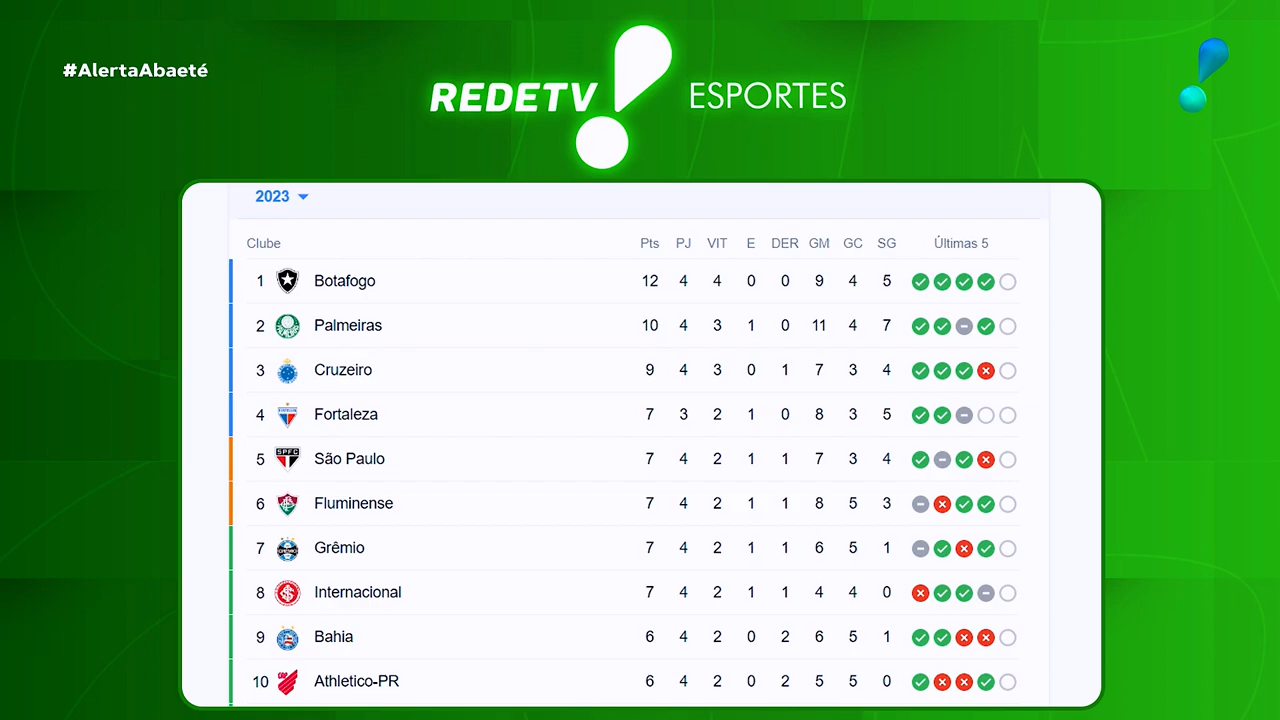 #AlertaAbaeté
REDETV ESPORTES
2023
Clube Pts PJ VIT E DER GM GC SG Últimas 5
1 Botafogo 12 4 4 0 0 9 4 5
2 Palmeiras 10 4 3 1 0 11 4 7
3 Cruzeiro 9 4 3 0 1 7 3 4
4 Fortaleza 7 3 2 1 0 8 3 5
5 SPFC São Paulo 7 4 2 1 1 7 3 4
6 Fluminense 7 4 2 1 1 8 5 3
7 GRÊMIO Grêmio 7 4 2 1 1 6 5 1
8 Internacional 7 4 2 1 1 4 4 0
9 Bahia 6 4 2 0 2 6 5 1
10 Athletico-PR 6 4 2 0 2 5 5 0